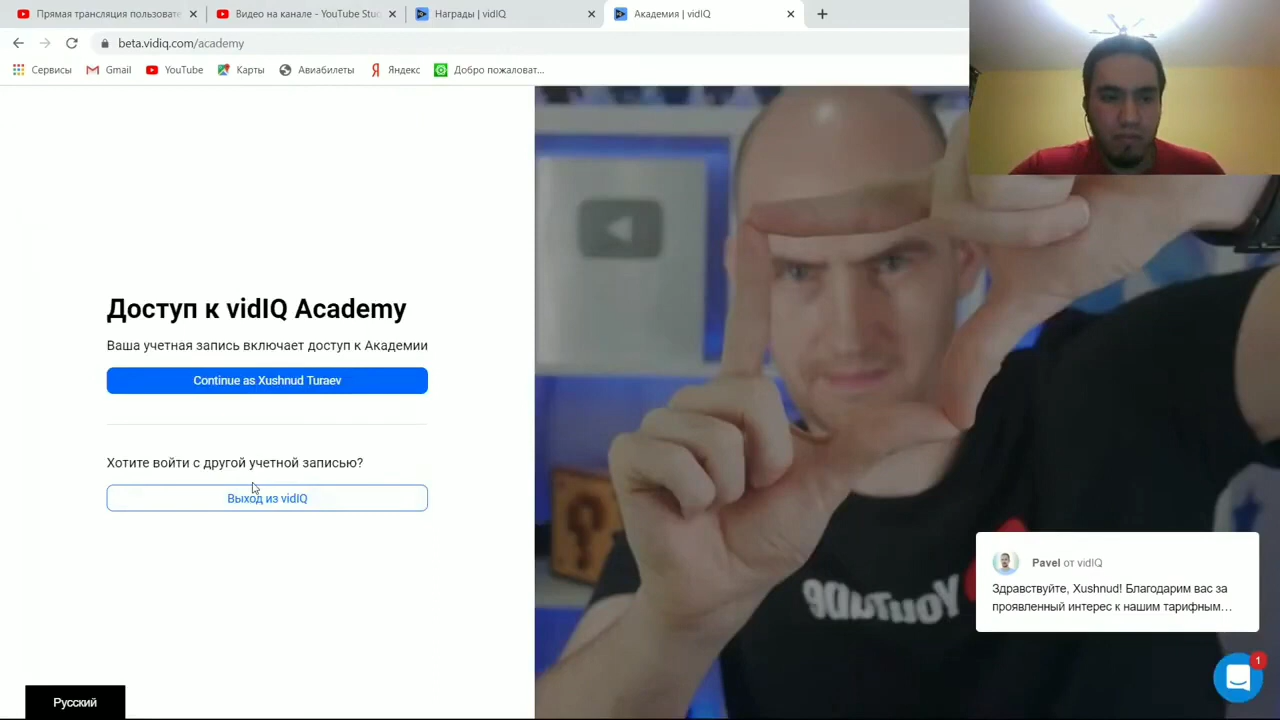 Прямая трансляция пользовате
Видео на канале - YouTube Stu
Награды | vidIQ
Академия | vidIQ
beta.vidiq.com/academy
Сервисы
Gmail
YouTube
Карты
Авиабилеты
Яндекс
Добро пожаловат...
Доступ к vidIQ Academy
Ваша учетная запись включает доступ к Академии
Continue as Xushnud Turaev
Хотите войти с другой учетной записью?
Выход из vidIQ
YouTube
Pavel от vidIQ
Здравствуйте, Xushnud! Благодарим вас за
проявленный интерес к нашим тарифным...
1
Русский